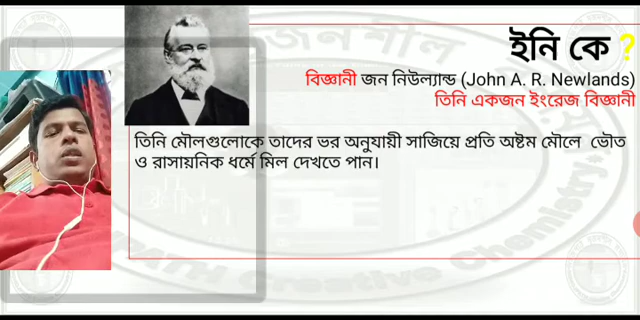 ইনি কে ?
বিজ্ঞানী জন নিউল্যান্ড (John A. R. Newlands)
তিনি একজন ইংরেজ বিজ্ঞানী
তিনি মৌলগুলোকে তাদের ভর অনুযায়ী সাজিয়ে প্রতি অষ্টম মৌলে ভৌত
ও রাসায়নিক ধর্মে মিল দেখতে পান।